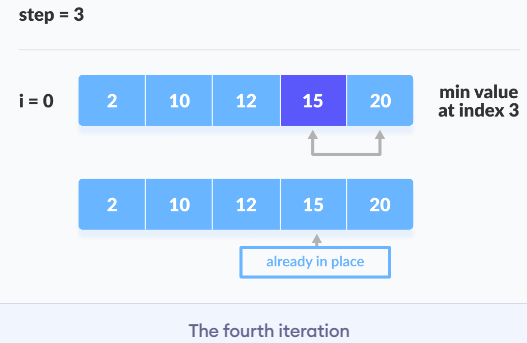 step = 3
i = 0
2 10 12 15 20
min value
at index 3
2 10 12 15 20
already in place
The fourth iteration